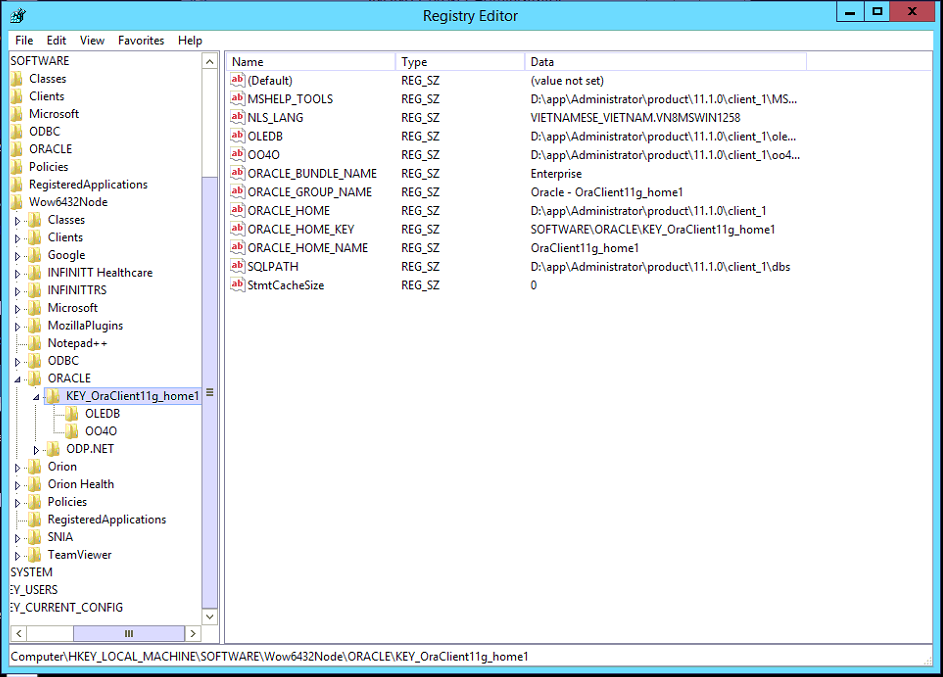 Registry Editor
File Edit View Favorites Help
SOFTWARE
Classes
Clients
Microsoft
ODBC
ORACLE
Policies
RegisteredApplications
Wow6432Node
Classes
Clients
Google
INFINITT Healthcare
INFINITTRS
Microsoft
MozillaPlugins
Notepad++
ODBC
ORACLE
KEY_OraClient11g_home1
OLEDB
OO4O
ODP.NET
Orion
Orion Health
Policies
RegisteredApplications
SNIA
TeamViewer
SYSTEM
EY_USERS
EY_CURRENT_CONFIG
Name Type Data
(Default) REG_SZ (value not set)
MSHELP_TOOLS REG_SZ D:\app\Administrator\product\11.1.0\client_1\MS...
NLS_LANG REG_SZ VIETNAMESE_VIETNAM.VN8MSWIN1258
OLEDB REG_SZ D:\app\Administrator\product\11.1.0\client_1\ole...
OO4O REG_SZ D:\app\Administrator\product\11.1.0\client_1\oo4...
ORACLE_BUNDLE_NAME REG_SZ Enterprise
ORACLE_GROUP_NAME REG_SZ Oracle - OraClient11g_home1
ORACLE_HOME REG_SZ D:\app\Administrator\product\11.1.0\client_1
ORACLE_HOME_KEY REG_SZ SOFTWARE\ORACLE\KEY_OraClient11g_home1
ORACLE_HOME_NAME REG_SZ OraClient11g_home1
SQLPATH REG_SZ D:\app\Administrator\product\11.1.0\client_1\dbs
StmtCacheSize REG_SZ 0
Computer\HKEY_LOCAL_MACHINE\SOFTWARE\Wow6432Node\ORACLE\KEY_OraClient11g_home1